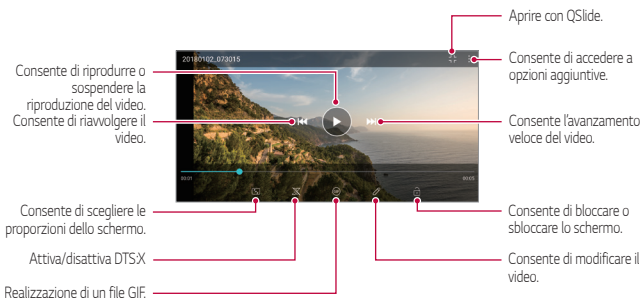 Aprire con QSlide.
20180102_073015
Consente di accedere a
opzioni aggiuntive.
Consente di riprodurre o
sospendere la
riproduzione del video.
Consente di riavvolgere il
video.
Consente l'avanzamento
veloce del video.
00:01
00:05
GIF
Consente di scegliere le
proporzioni dello schermo.
Consente di bloccare o
sbloccare lo schermo.
Attiva/disattiva DTS:X
Consente di modificare il
video.
Realizzazione di un file GIF.